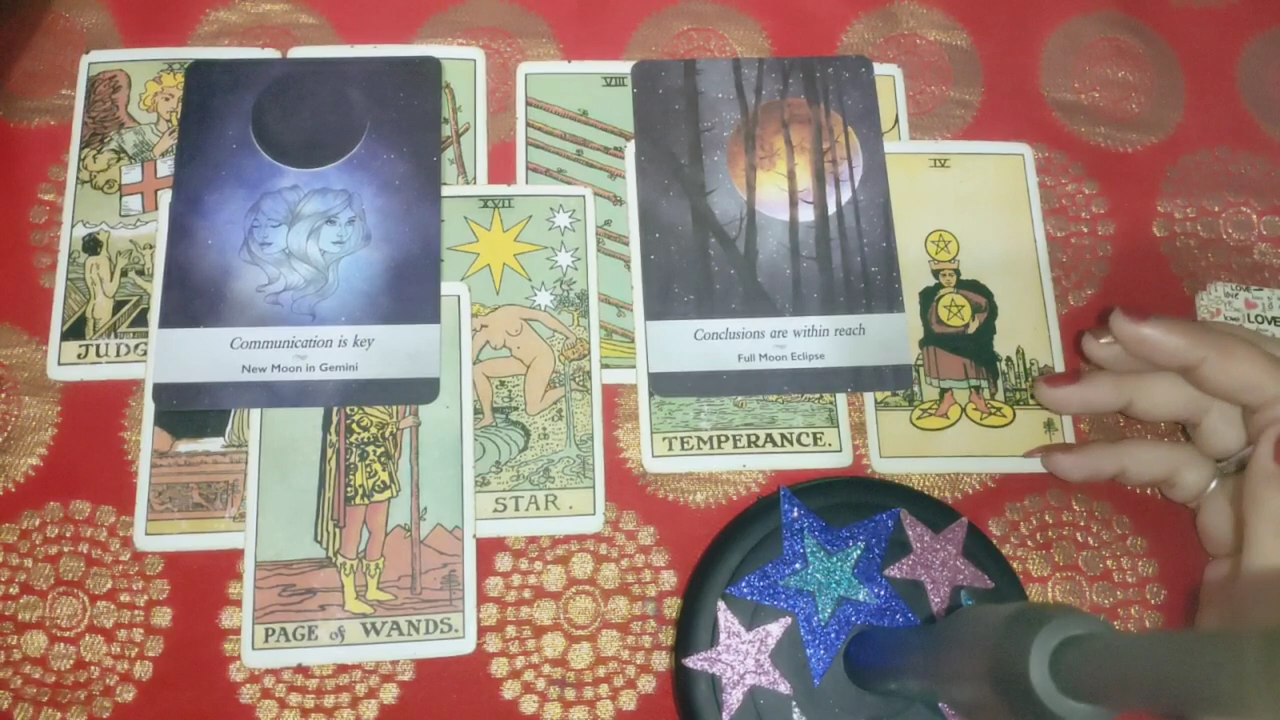 JUDG
Communication is key
New Moon in Gemini
XVII
STAR.
PAGE of WANDS.
VIII
Conclusions are within reach
Full Moon Eclipse
TEMPERANCE.
IV
LOVE
LOVE